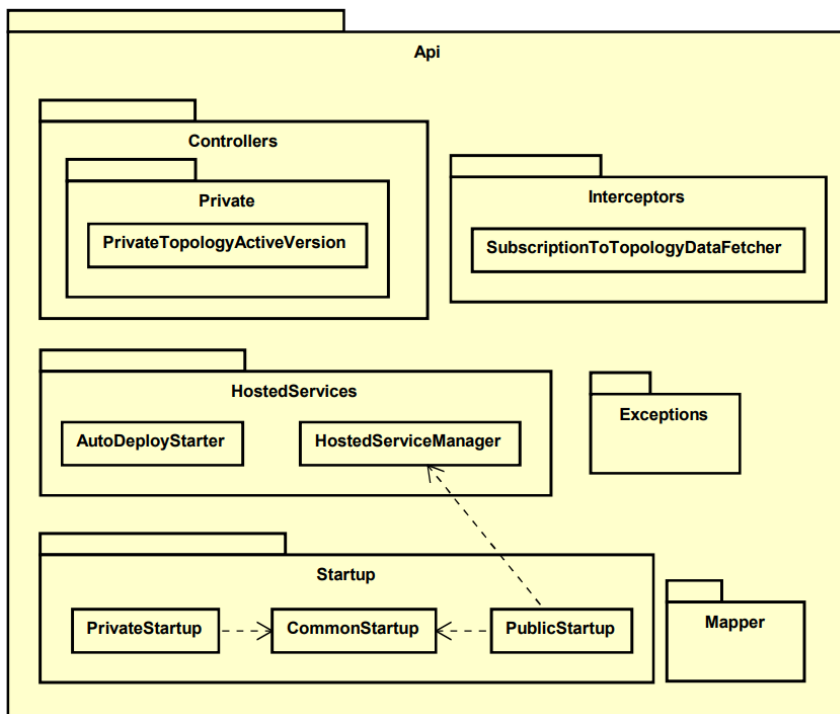 Api
Controllers
Private
PrivateTopologyActiveVersion
Interceptors
SubscriptionToTopologyDataFetcher
HostedServices
AutoDeployStarter
HostedServiceManager
Exceptions
Startup
PrivateStartup
CommonStartup
PublicStartup
Mapper